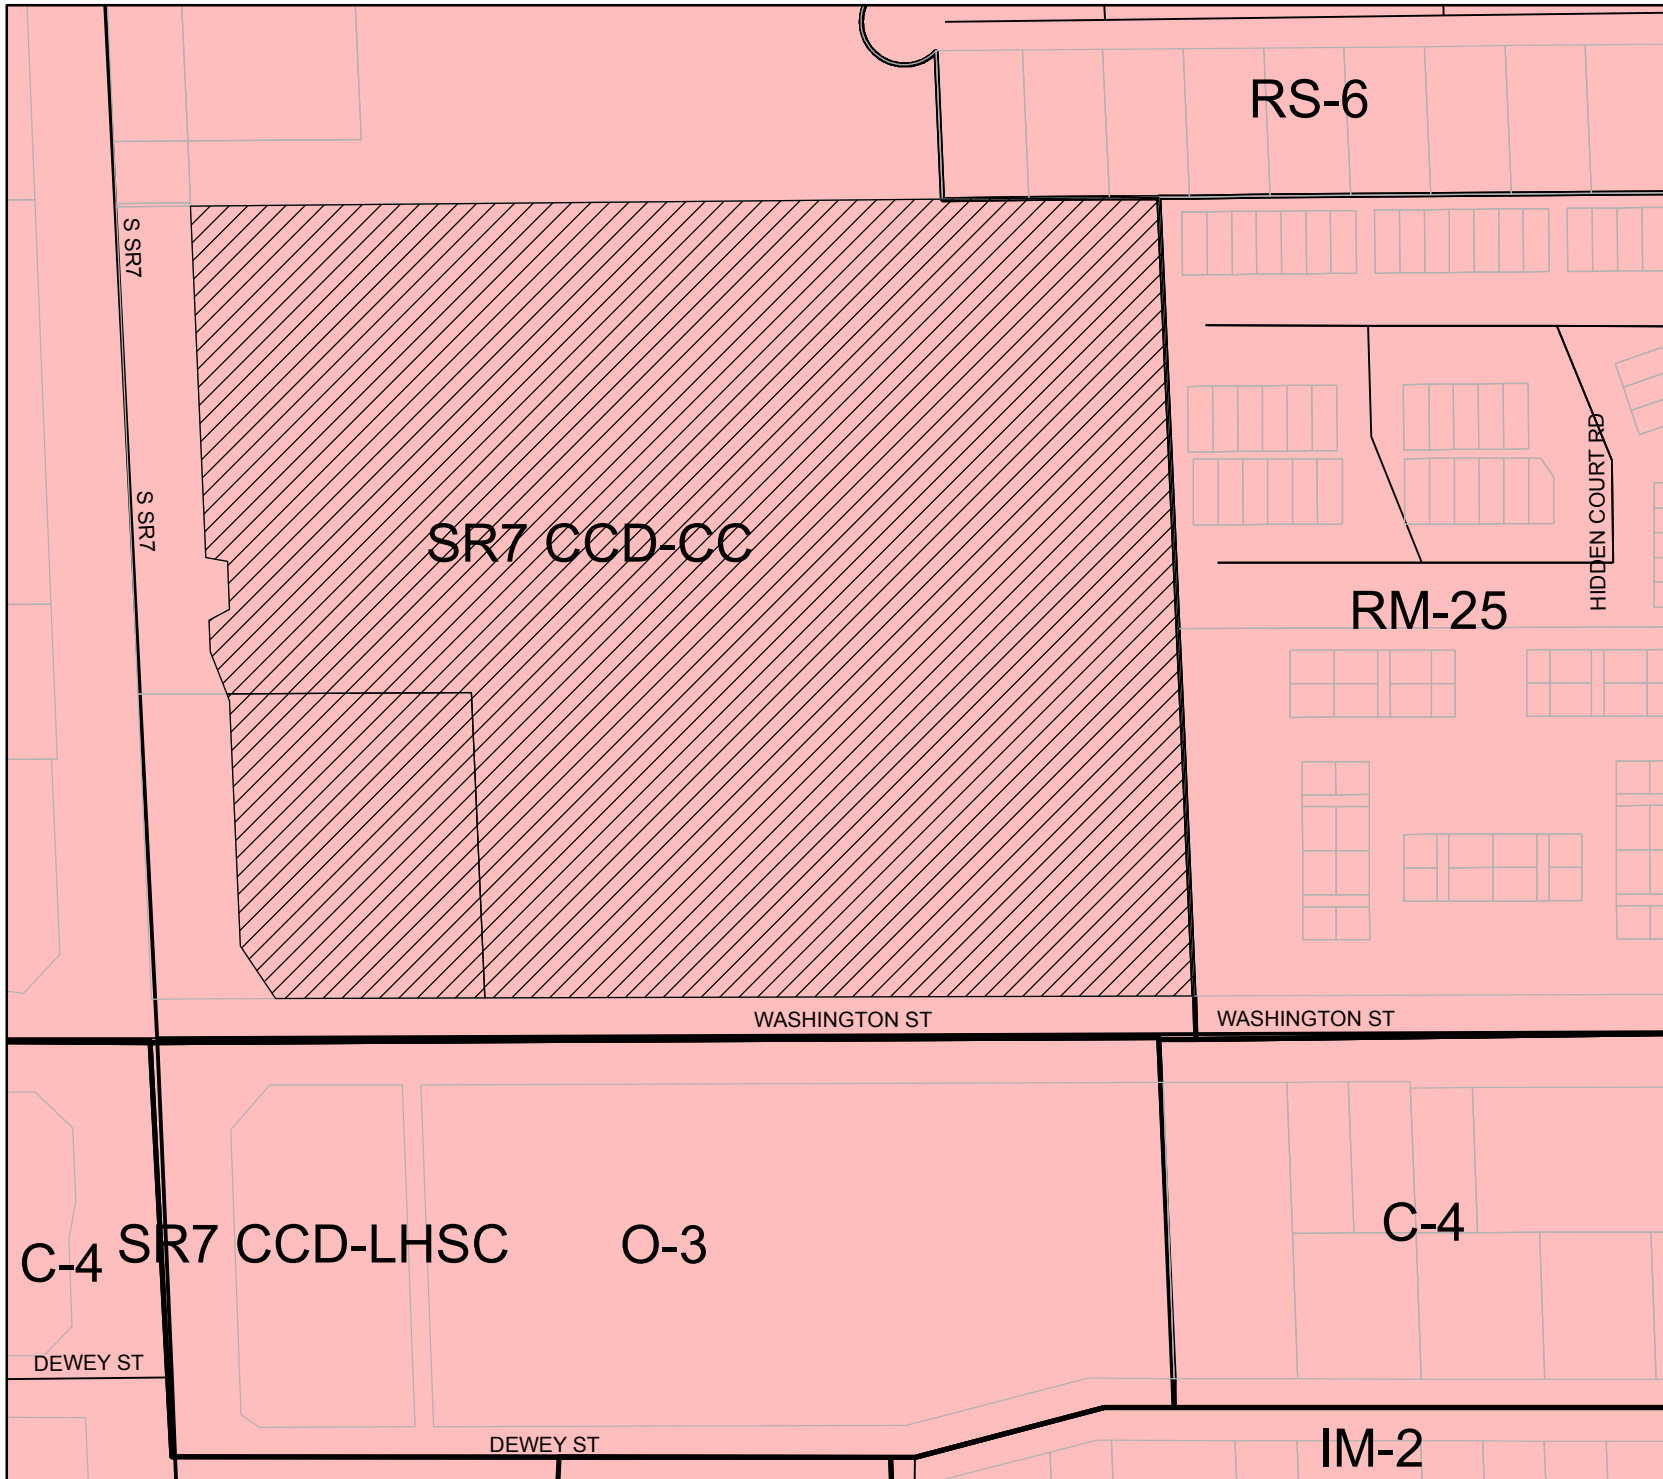 RS-6
S SR7
S SR7
SR7 CCD-CC
HIDDEN COURT RD
RM-25
WASHINGTON ST
WASHINGTON ST
C-4
SR7 CCD-LHSC
O-3
C-4
DEWEY ST
DEWEY ST
IM-2